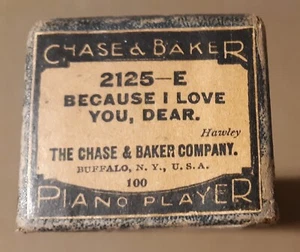 CHASE & BAKER
2125-E
BECAUSE I LOVE
YOU, DEAR.
Hawley
THE CHASE & BAKER COMPANY.
BUFFALO, N. Y., U. S. A.
100
PIANO PLAYER